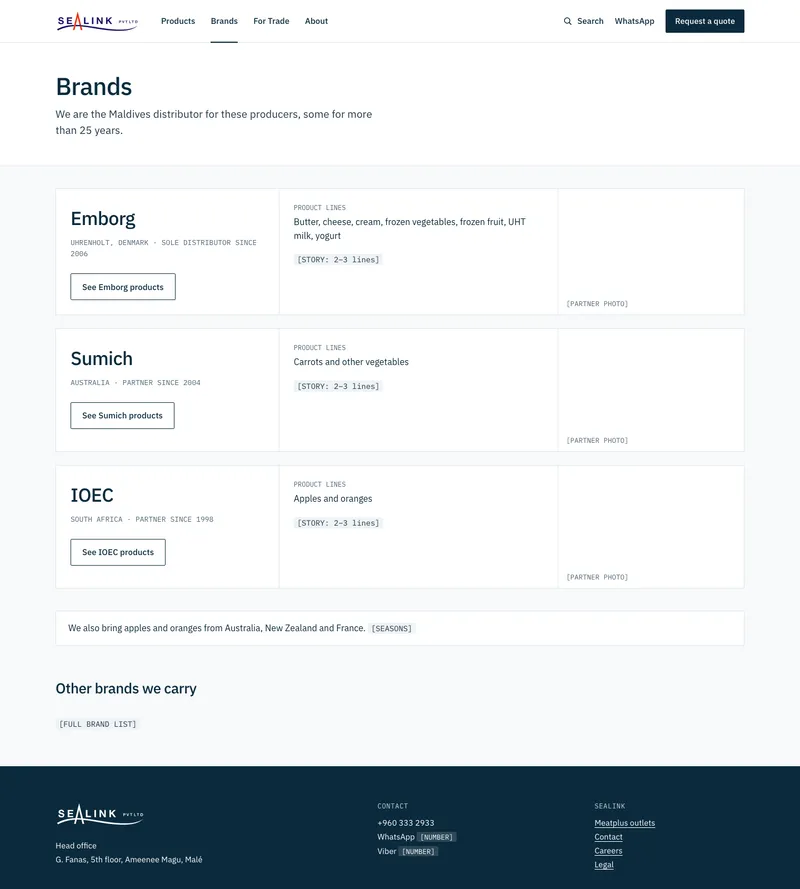 SEALINK PVT LTD
Products Brands For Trade About
Search WhatsApp Request a quote
Brands
We are the Maldives distributor for these producers, some for more
than 25 years.
Emborg
UHRENHOLT, DENMARK · SOLE DISTRIBUTOR SINCE
2006
See Emborg products
PRODUCT LINES
Butter, cheese, cream, frozen vegetables, frozen fruit, UHT
milk, yogurt
[STORY: 2–3 lines]
[PARTNER PHOTO]
Sumich
AUSTRALIA · PARTNER SINCE 2004
See Sumich products
PRODUCT LINES
Carrots and other vegetables
[STORY: 2–3 lines]
[PARTNER PHOTO]
IOEC
SOUTH AFRICA · PARTNER SINCE 1998
See IOEC products
PRODUCT LINES
Apples and oranges
[STORY: 2–3 lines]
[PARTNER PHOTO]
We also bring apples and oranges from Australia, New Zealand and France. [SEASONS]
Other brands we carry
[FULL BRAND LIST]
SEALINK PVT LTD
Head office
G. Fanas, 5th floor, Ameenee Magu, Malé
CONTACT
+960 333 2933
WhatsApp [NUMBER]
Viber [NUMBER]
SEALINK
Meatplus outlets
Contact
Careers
Legal